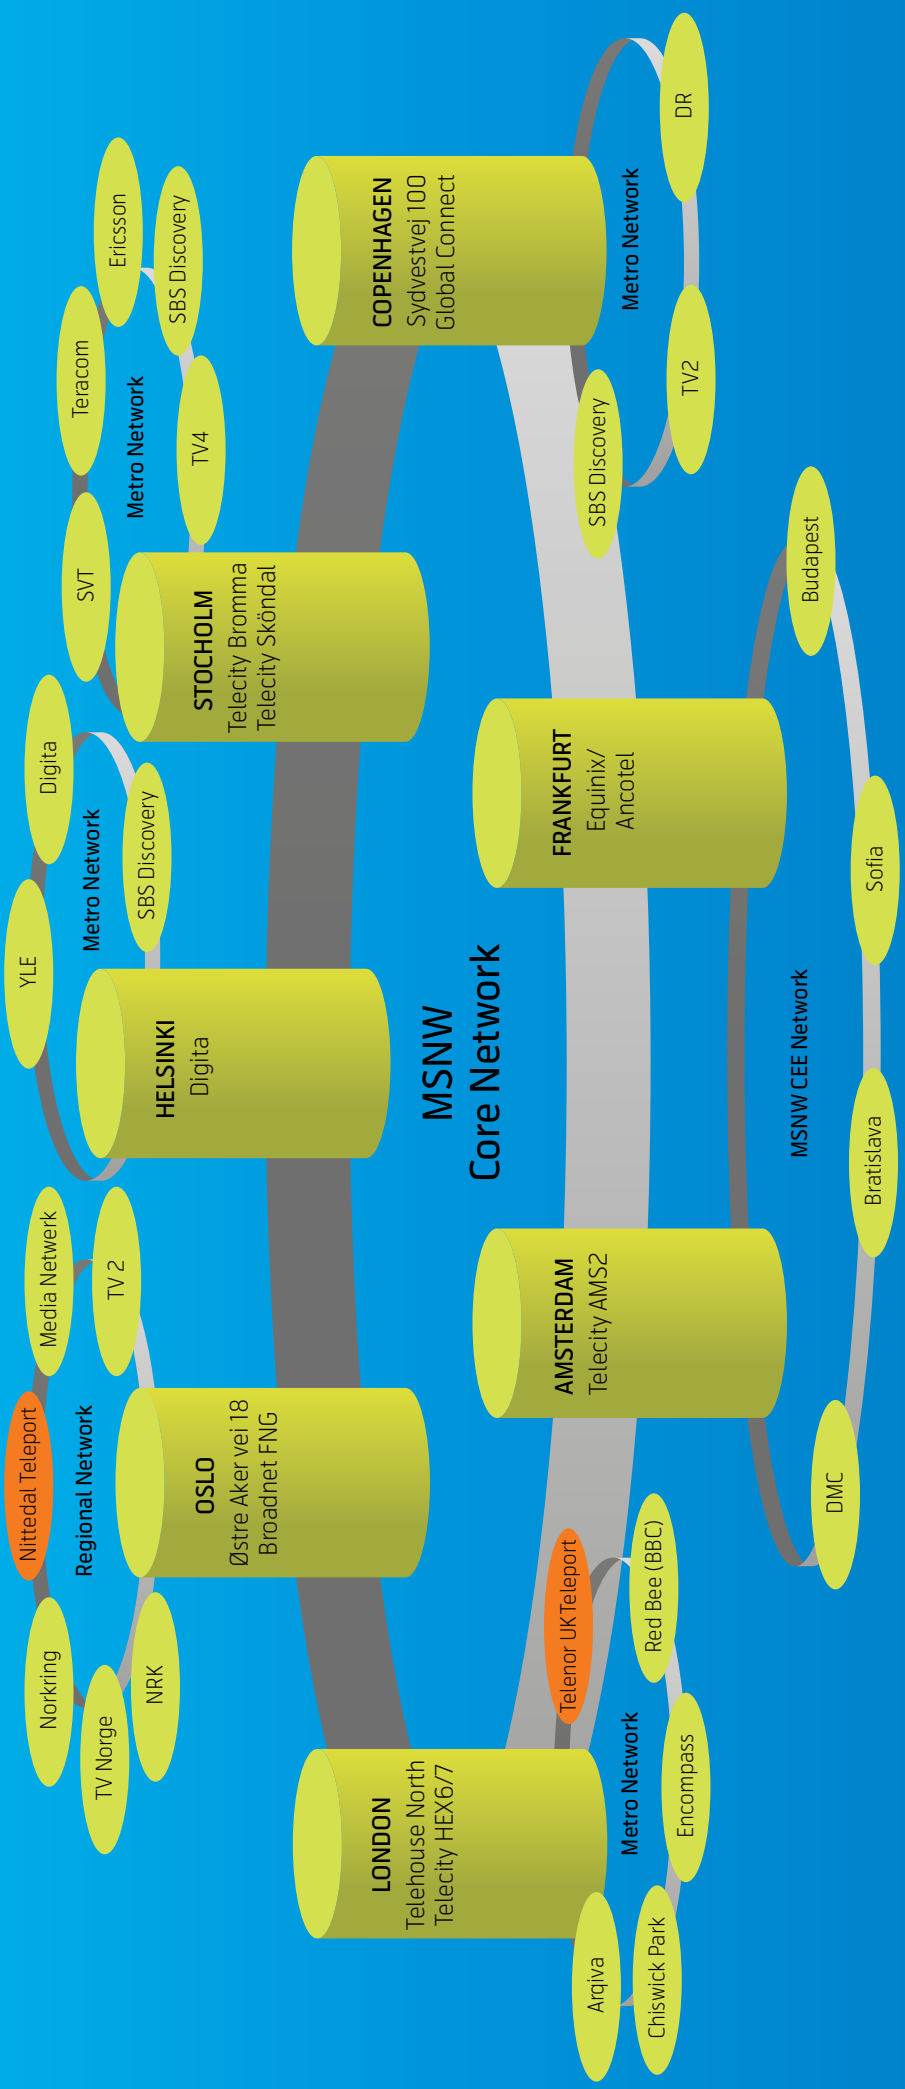 Norkring
Nittedal Teleport
Media Netwerk
TV Norge
NRK
TV 2
Regional Network
YLE
Digita
SBS Discovery
Metro Network
SVT
Teracom
Ericsson
SBS Discovery
TV4
Metro Network
LONDON
Telehouse North
Telecity HEX6/7
OSLO
Østre Aker vei 18
Broadnet FNG
HELSINKI
Digita
STOCHOLM
Telecity Bromma
Telecity Sköndal
COPENHAGEN
Sydvestvej 100
Global Connect
MSNW
Core Network
AMSTERDAM
Telecity AMS2
FRANKFURT
Equinix/
Ancotel
Telenor UK Teleport
Arqiva
Metro Network
Red Bee (BBC)
Chiswick Park
Encompass
SBS Discovery
Metro Network
TV2
DR
MSNW CEE Network
DMC
Bratislava
Sofia
Budapest